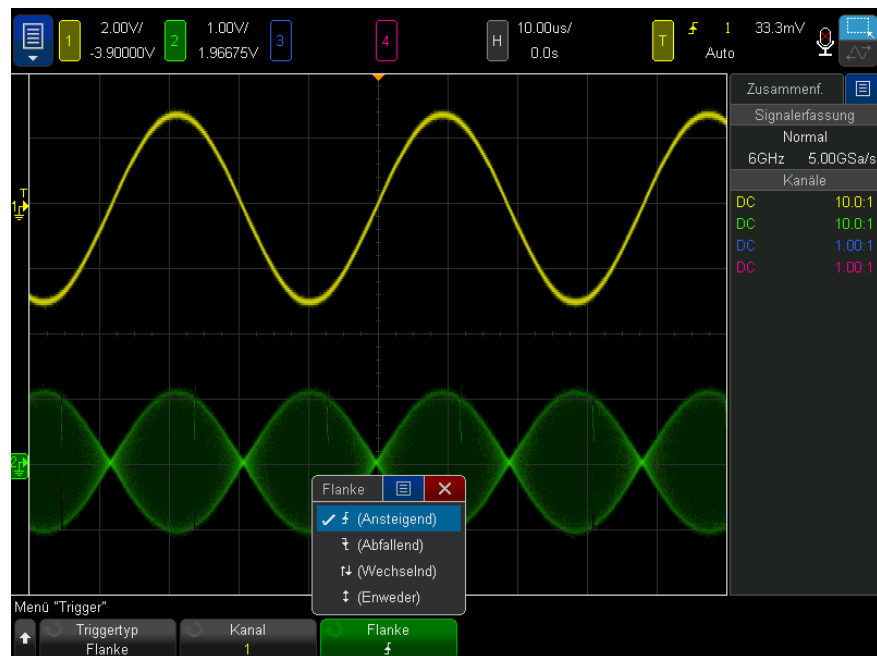 1 2.00V/ -3.90000V
2 1.00V/ 1.96675V
3
4
H 10.00us/ 0.0s
T 1 33.3mV Auto
Zusammenf.
Signalerfassung
Normal
6GHz 5.00GSa/s
Kanäle
DC 10.0:1
DC 10.0:1
DC 1.00:1
DC 1.00:1
T
1
2
Flanke
(Ansteigend)
(Abfallend)
(Wechselnd)
(Enweder)
Menü "Trigger"
Triggertyp
Flanke
Kanal
1
Flanke